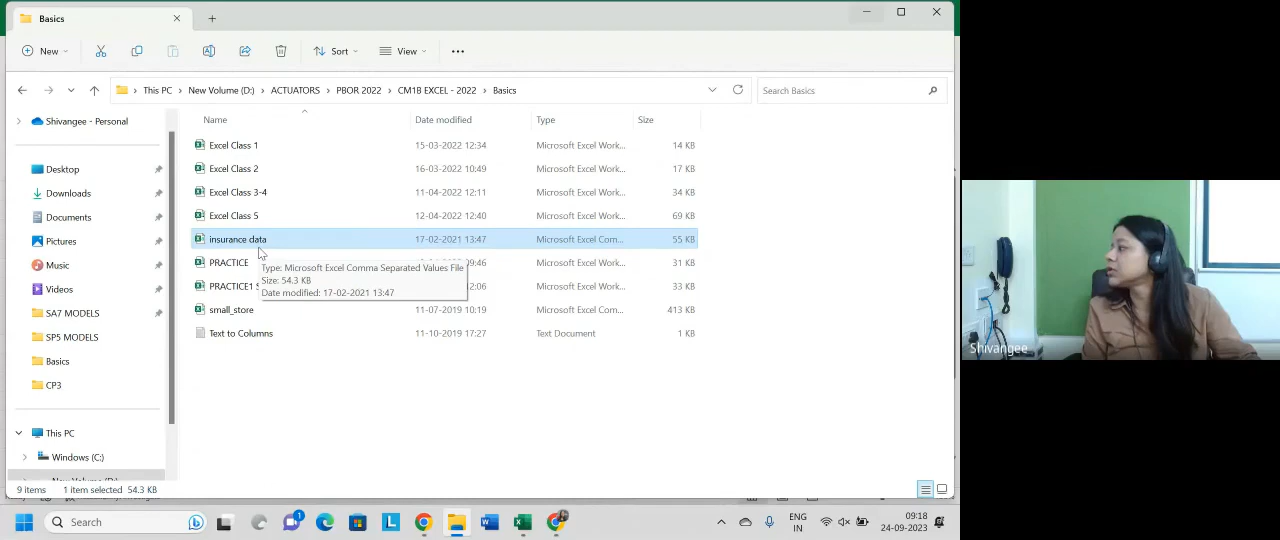 Basics
New
Sort
View
This PC
New Volume (D:)
ACTUATORS
PBOR 2022
CM1B EXCEL - 2022
Basics
Search Basics
Shivangee - Personal
Desktop
Downloads
Documents
Pictures
Music
Videos
SA7 MODELS
SP5 MODELS
Basics
CP3
This PC
Windows (C:)
Name Date modified Type Size
Excel Class 1 15-03-2022 12:34 Microsoft Excel Work... 14 KB
Excel Class 2 16-03-2022 10:49 Microsoft Excel Work... 17 KB
Excel Class 3-4 11-04-2022 12:11 Microsoft Excel Work... 34 KB
Excel Class 5 12-04-2022 12:40 Microsoft Excel Work... 69 KB
insurance data 17-02-2021 13:47 Microsoft Excel Com... 55 KB
PRACTICE 09:46 Microsoft Excel Work... 31 KB
PRACTICE1 S 12:06 Microsoft Excel Work... 33 KB
small_store 11-07-2019 10:19 Microsoft Excel Com... 413 KB
Text to Columns 11-10-2019 17:27 Text Document 1 KB
Type: Microsoft Excel Comma Separated Values File
Size: 54.3 KB
Date modified: 17-02-2021 13:47
9 items 1 item selected 54.3 KB
Shivangee
Search
1
ENG
IN
09:18
24-09-2023